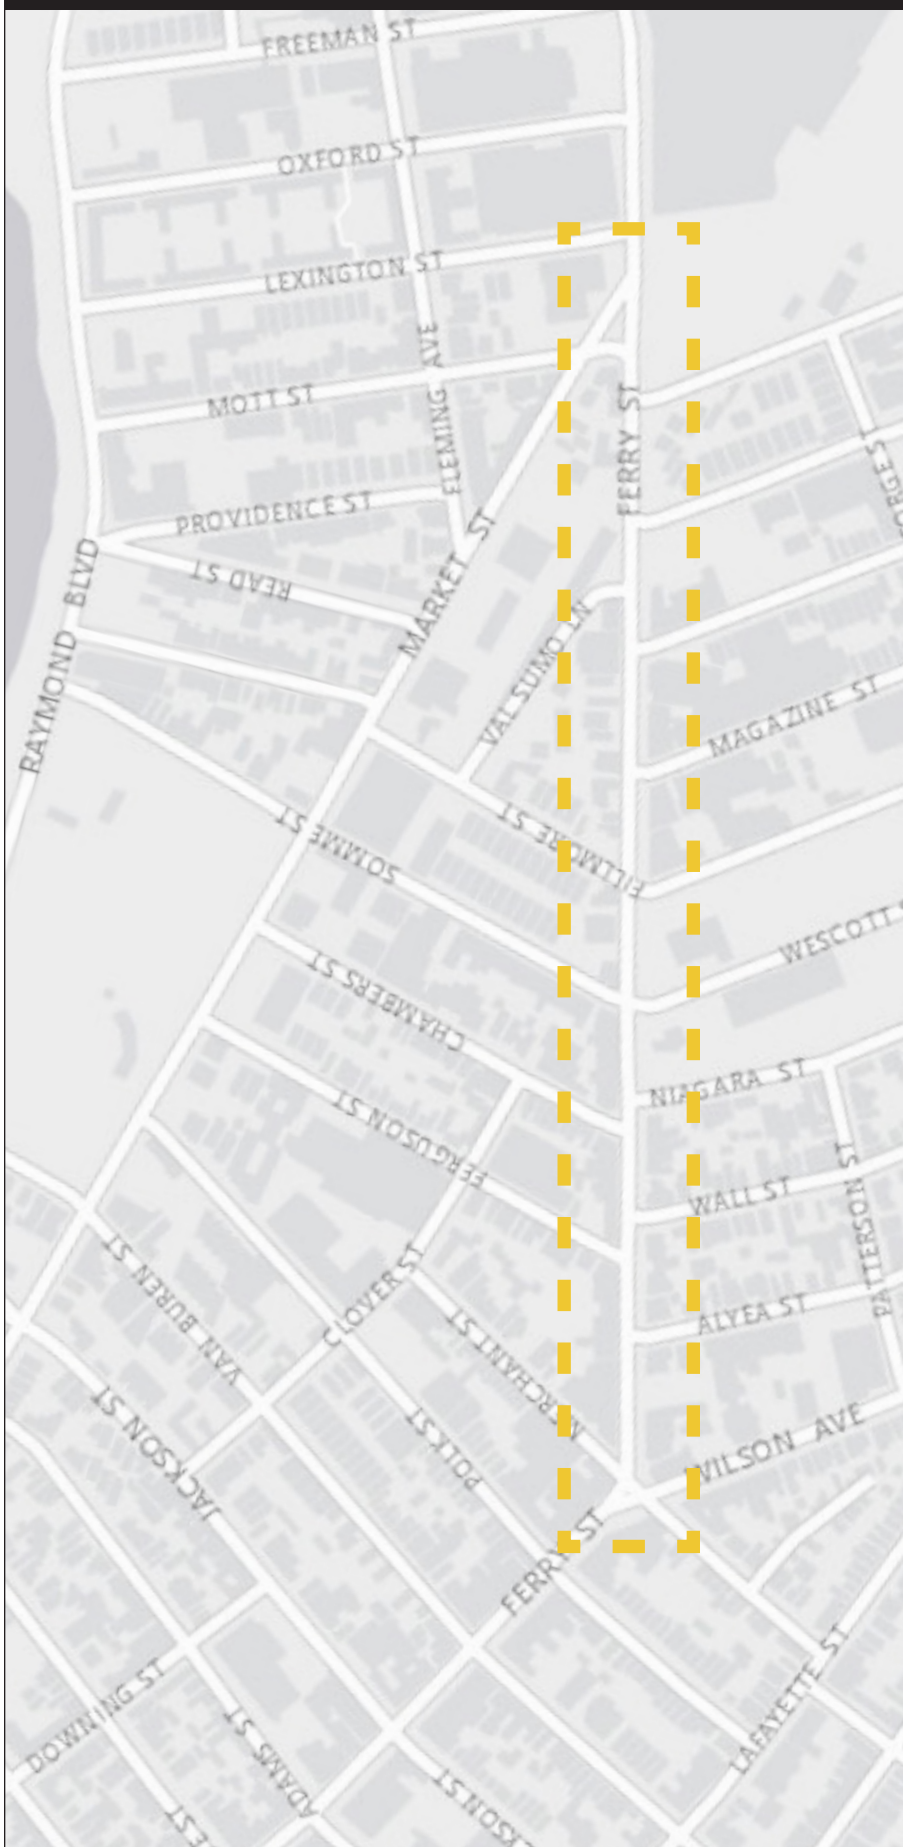 FREEMAN ST
OXFORD ST
LEXINGTON ST
FLEMING AVE
MOTT ST
FERRY ST
PROVIDENCE ST
MARKET ST
READ ST
RAYMOND BLVD
VAL SUMO LN
MAGAZINE ST
FILLMORE ST
SOMME ST
WESCOTT
CHAMBERS ST
NIAGARA ST
FERGUSON ST
WALL ST
PATTERSON ST
VAN BUREN ST
CLOVER ST
ALYEA ST
MERCHANT ST
JACKSON ST
POLK ST
WILSON AVE
FERRY ST
DOWNING ST
LAFAYETTE ST
ADAMS ST
KSON ST
ST